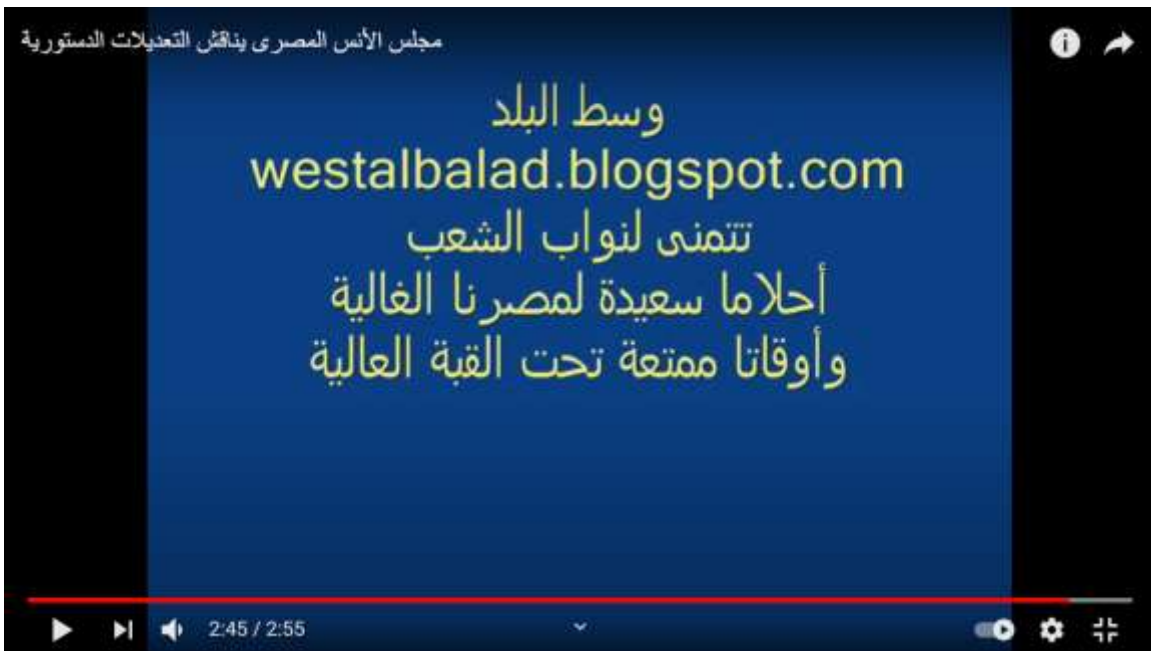 مجلس الأنس المصرى يناقش التعديلات الدستورية
وسط البلد
westalbalad.blogspot.com
تتمنى لنواب الشعب
أحلاما سعيدة لمصرنا الغالية
وأوقاتا ممتعة تحت القبة العالية
2:45 / 2:55